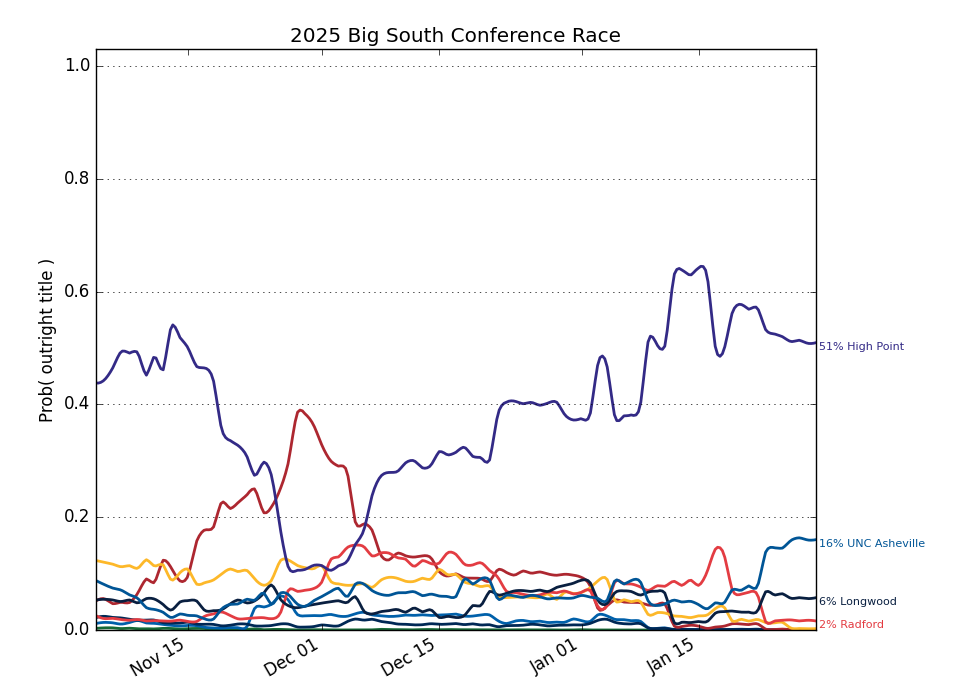 2025 Big South Conference Race
Prob( outright title )
1.0
0.8
0.6
0.4
0.2
0.0
Nov 15
Dec 01
Dec 15
Jan 01
Jan 15
51% High Point
16% UNC Asheville
6% Longwood
2% Radford